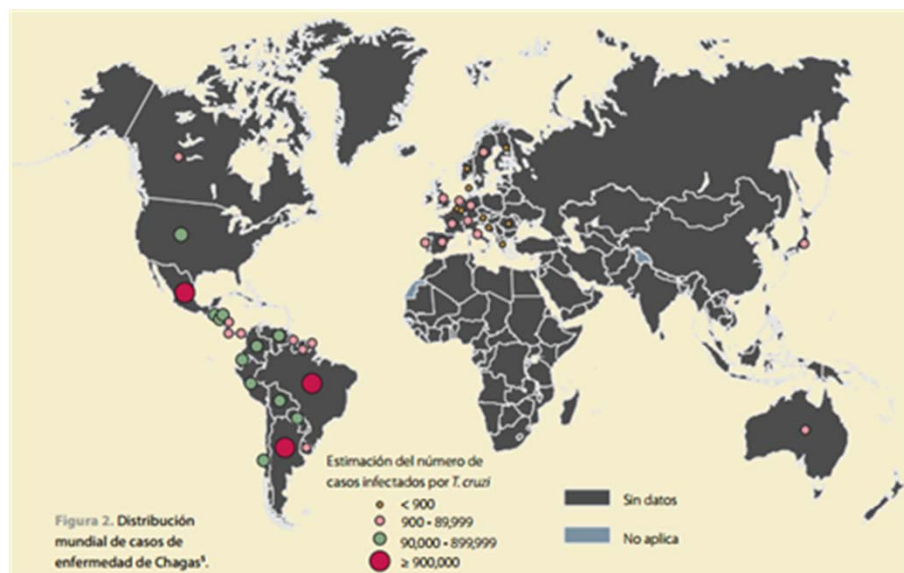 Estimación del número de
casos infectados por T. cruzi
< 900
900 - 89,999
90,000 - 899,999
≥ 900,000
Sin datos
No aplica
Figura 2. Distribución
mundial de casos de
enfermedad de Chagas⁵.